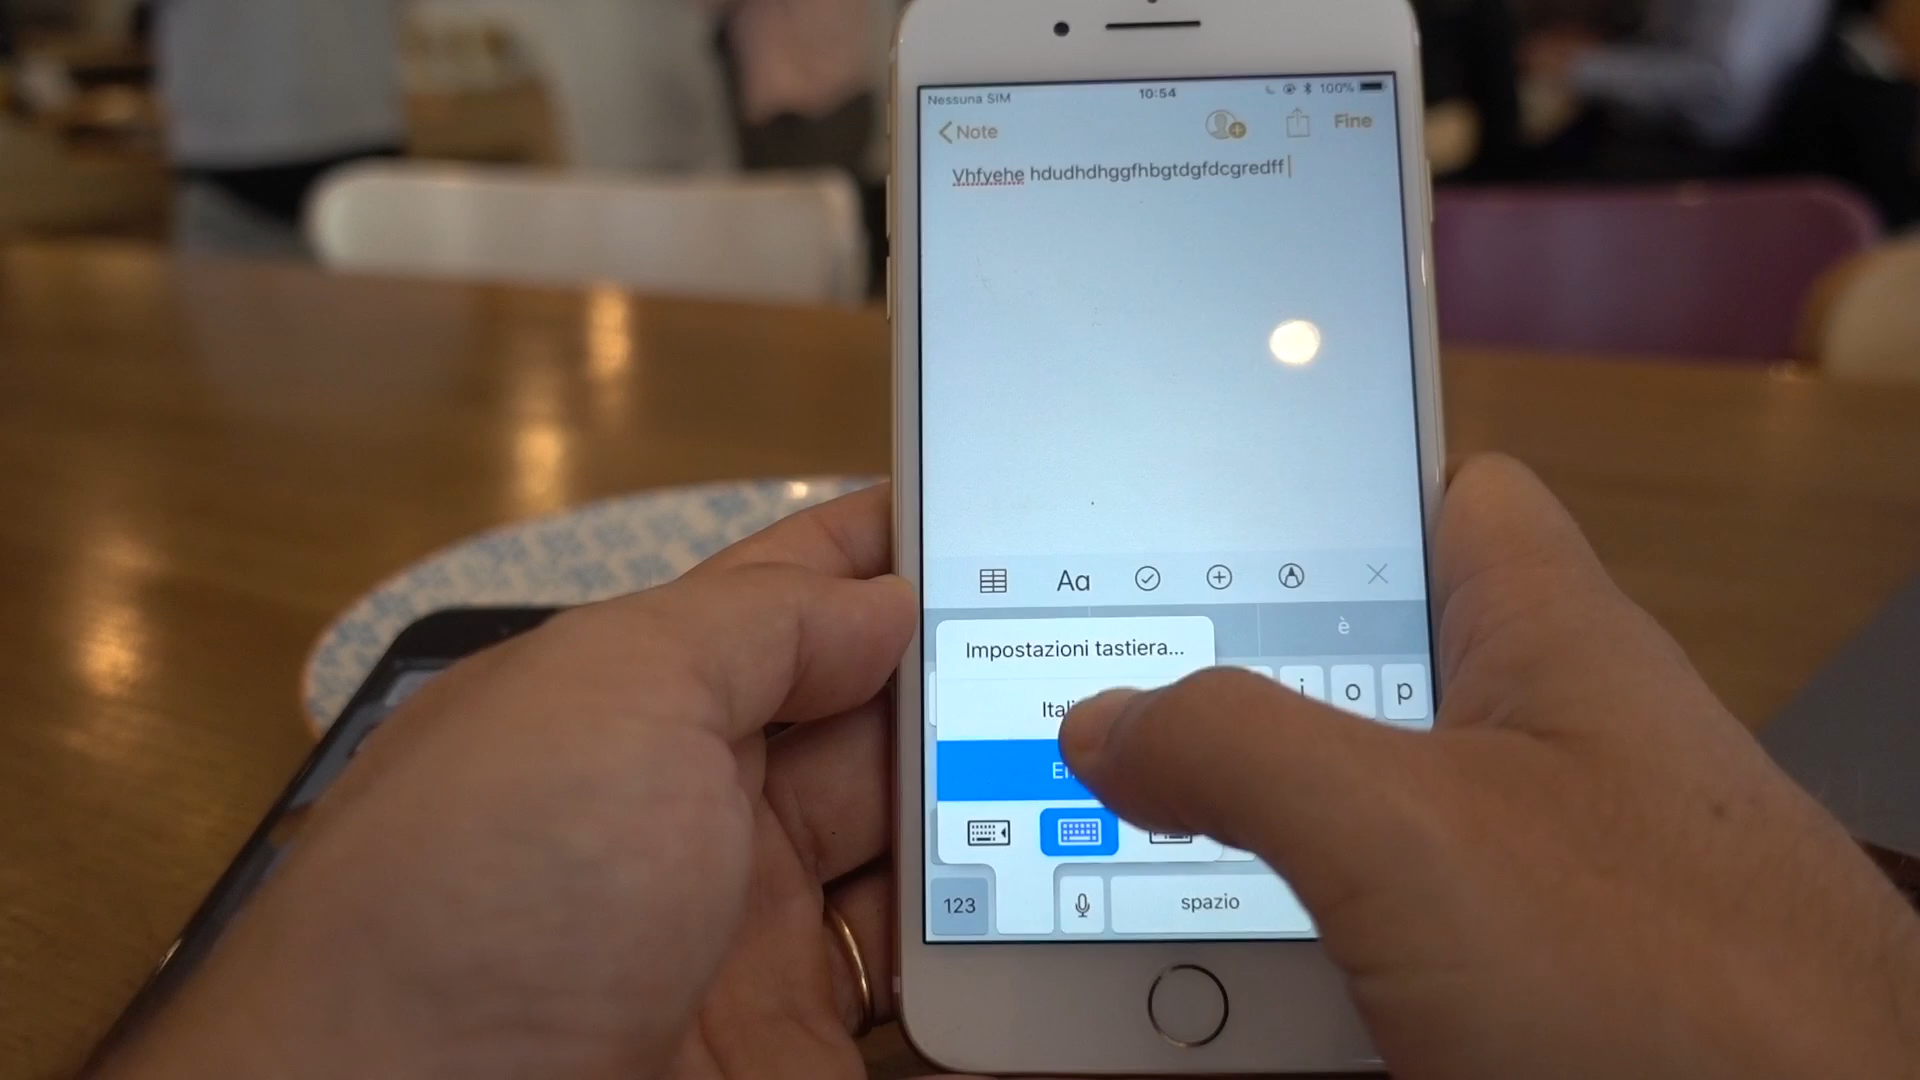 Nessuna SIM 10:54 100%
Note Fine
Vhfyehe hdudhdhggfhbgtdgfdcgredff
Aa
è
Impostazioni tastiera...
o p
123 spazio